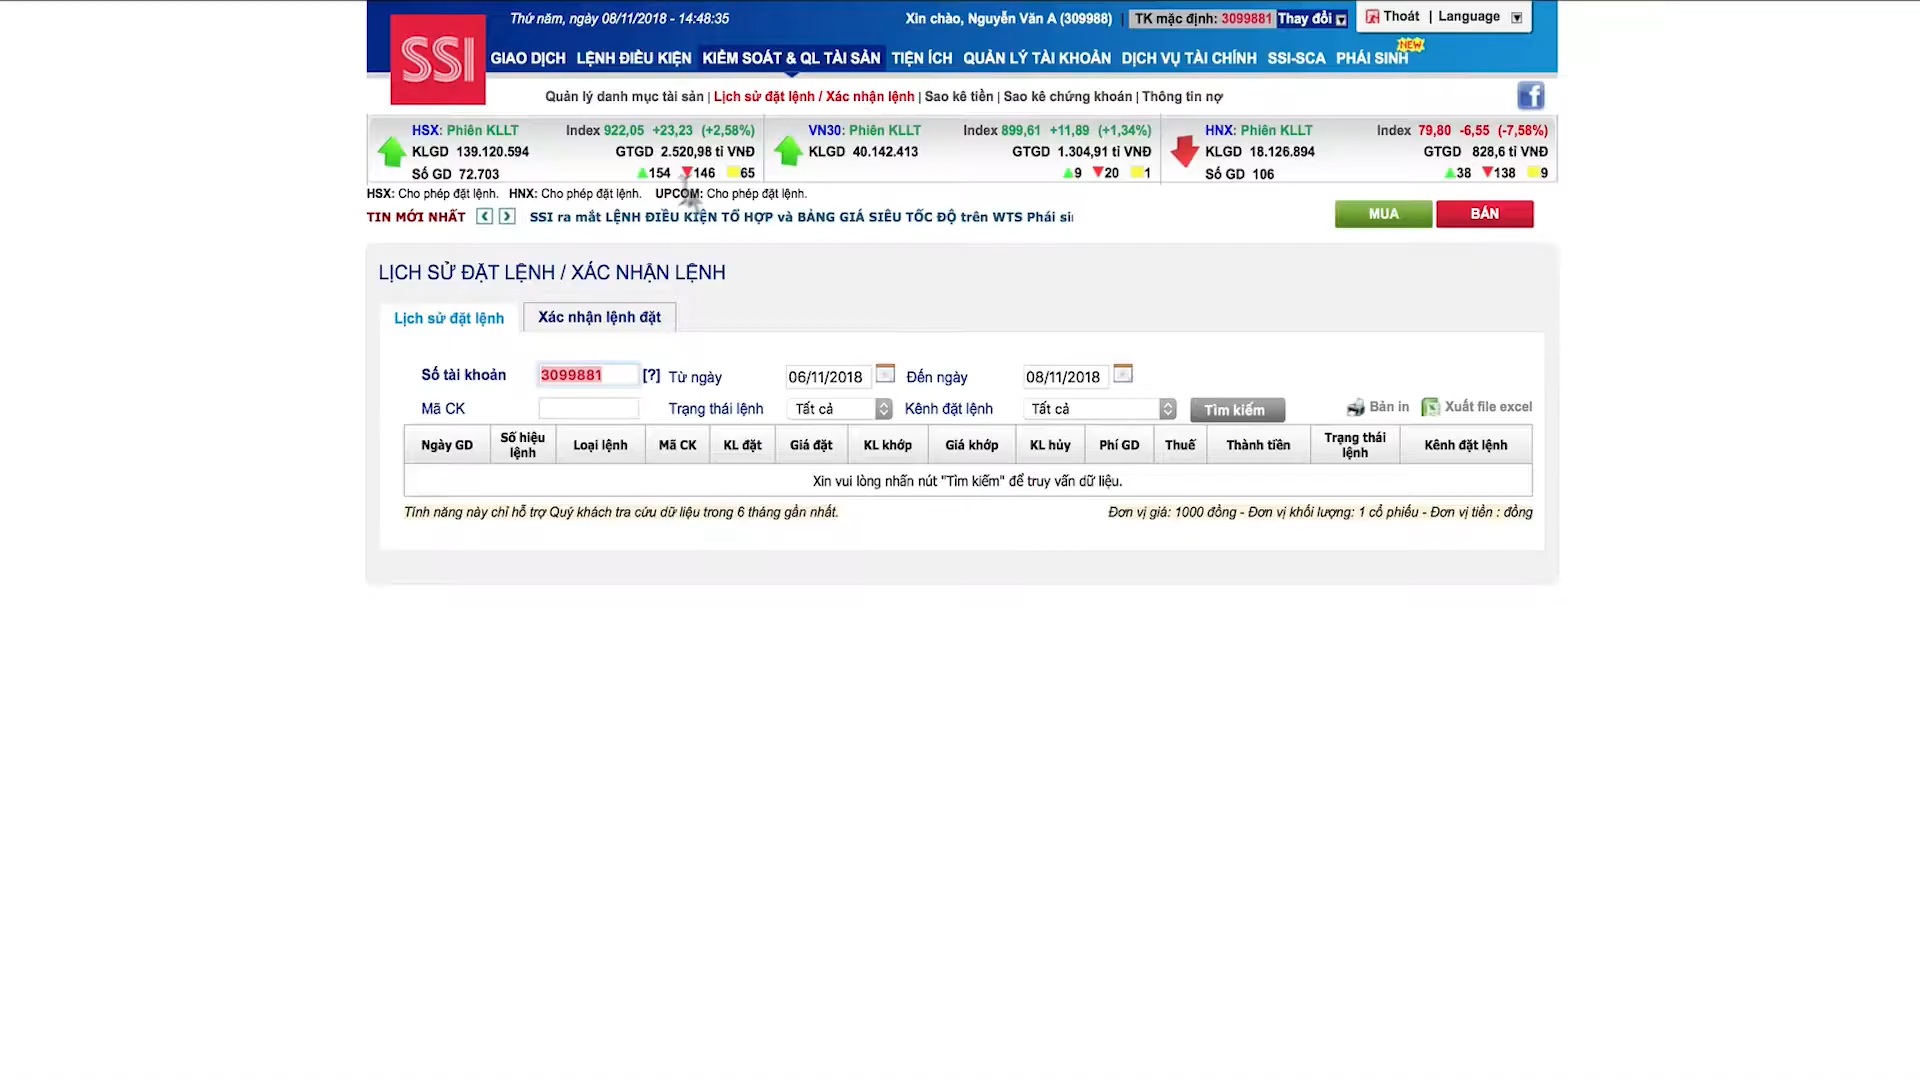 Thứ năm, ngày 08/11/2018 - 14:48:35
Xin chào, Nguyễn Văn A (309988) | TK mặc định: 3099881 Thay đổi
Thoát | Language
SSI
GIAO DỊCH LỆNH ĐIỀU KIỆN KIỂM SOÁT & QL TÀI SẢN TIỆN ÍCH QUẢN LÝ TÀI KHOẢN DỊCH VỤ TÀI CHÍNH SSI-SCA PHÁI SINH NEW
Quản lý danh mục tài sản | Lịch sử đặt lệnh / Xác nhận lệnh | Sao kê tiền | Sao kê chứng khoán | Thông tin nợ
HSX: Phiên KLLT Index 922,05 +23,23 (+2,58%)
KLGD 139.120.594 GTGD 2.520,98 tỉ VNĐ
Số GD 72.703 154 146 65
VN30: Phiên KLLT Index 899,61 +11,89 (+1,34%)
KLGD 40.142.413 GTGD 1.304,91 tỉ VNĐ
9 20 1
HNX: Phiên KLLT Index 79,80 -6,55 (-7,58%)
KLGD 18.126.894 GTGD 828,6 tỉ VNĐ
Số GD 106 38 138 9
HSX: Cho phép đặt lệnh. HNX: Cho phép đặt lệnh. UPCOM: Cho phép đặt lệnh.
TIN MỚI NHẤT SSI ra mắt LỆNH ĐIỀU KIỆN TỔ HỢP và BẢNG GIÁ SIÊU TỐC ĐỘ trên WTS Phái si
MUA BÁN
LỊCH SỬ ĐẶT LỆNH / XÁC NHẬN LỆNH
Lịch sử đặt lệnh Xác nhận lệnh đặt
Số tài khoản 3099881 [?] Từ ngày 06/11/2018 Đến ngày 08/11/2018
Mã CK Trạng thái lệnh Tất cả Kênh đặt lệnh Tất cả Tìm kiếm Bản in Xuất file excel
Ngày GD Số hiệu lệnh Loại lệnh Mã CK KL đặt Giá đặt KL khớp Giá khớp KL hủy Phí GD Thuế Thành tiền Trạng thái lệnh Kênh đặt lệnh
Xin vui lòng nhấn nút "Tìm kiếm" để truy vấn dữ liệu.
Tính năng này chỉ hỗ trợ Quý khách tra cứu dữ liệu trong 6 tháng gần nhất. Đơn vị giá: 1000 đồng - Đơn vị khối lượng: 1 cổ phiếu - Đơn vị tiền : đồng